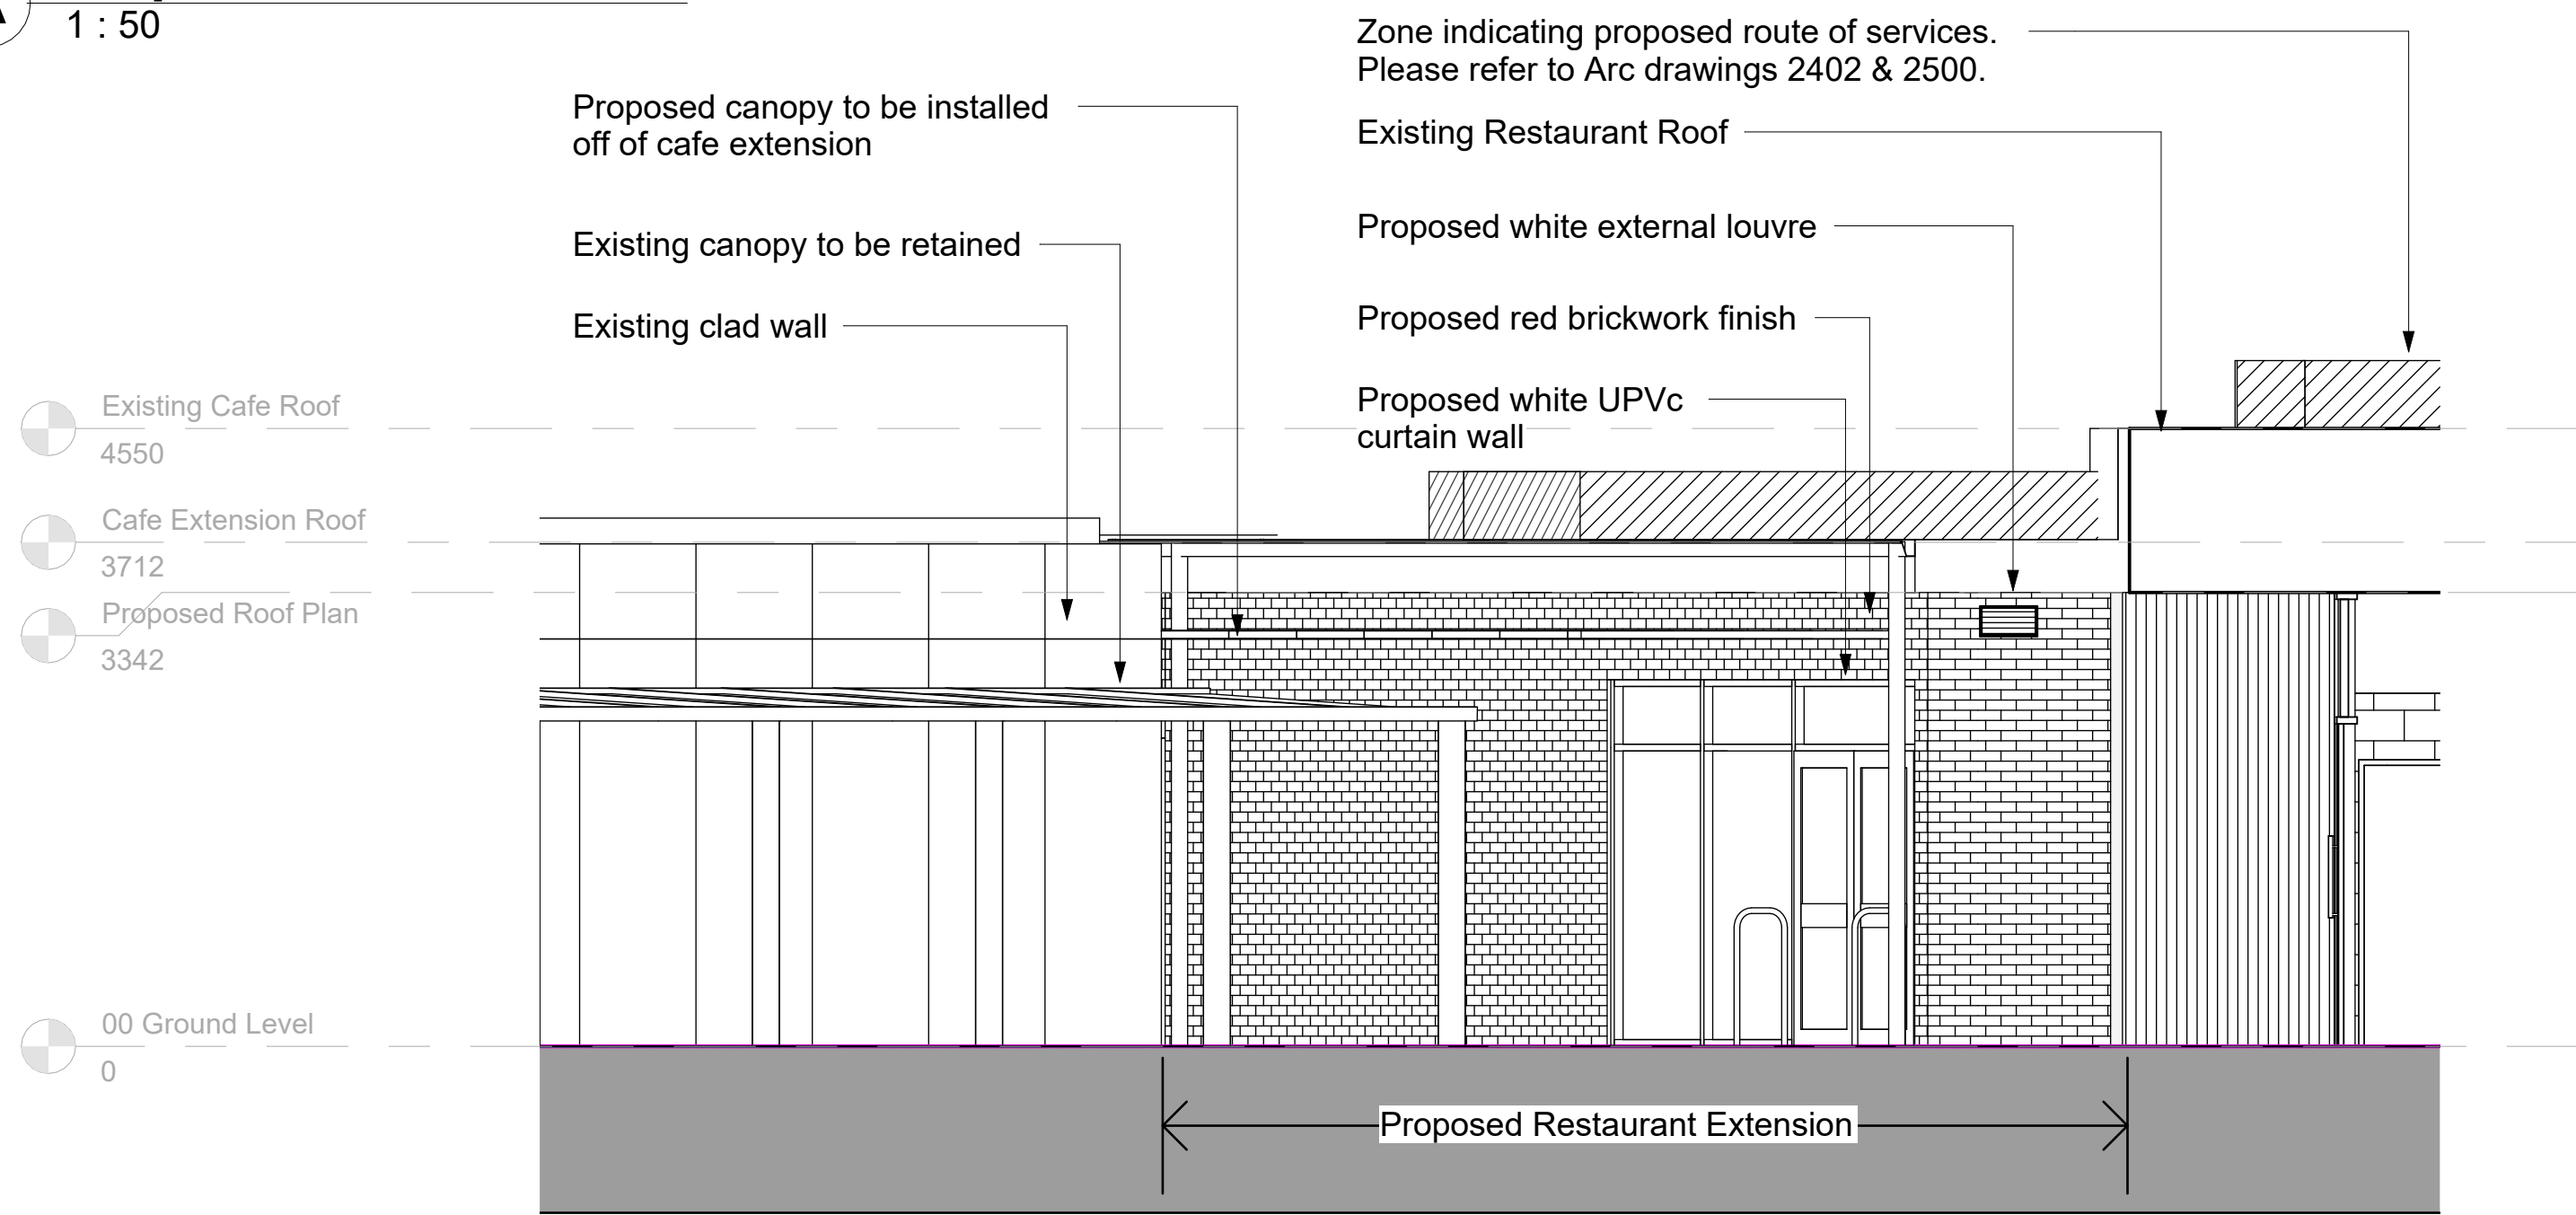 1 : 50
Zone indicating proposed route of services.
Please refer to Arc drawings 2402 & 2500.
Proposed canopy to be installed
off of cafe extension
Existing Restaurant Roof
Existing canopy to be retained
Proposed white external louvre
Existing clad wall
Proposed red brickwork finish
Proposed white UPVc
curtain wall
Existing Cafe Roof
4550
Cafe Extension Roof
3712
Proposed Roof Plan
3342
00 Ground Level
0
Proposed Restaurant Extension